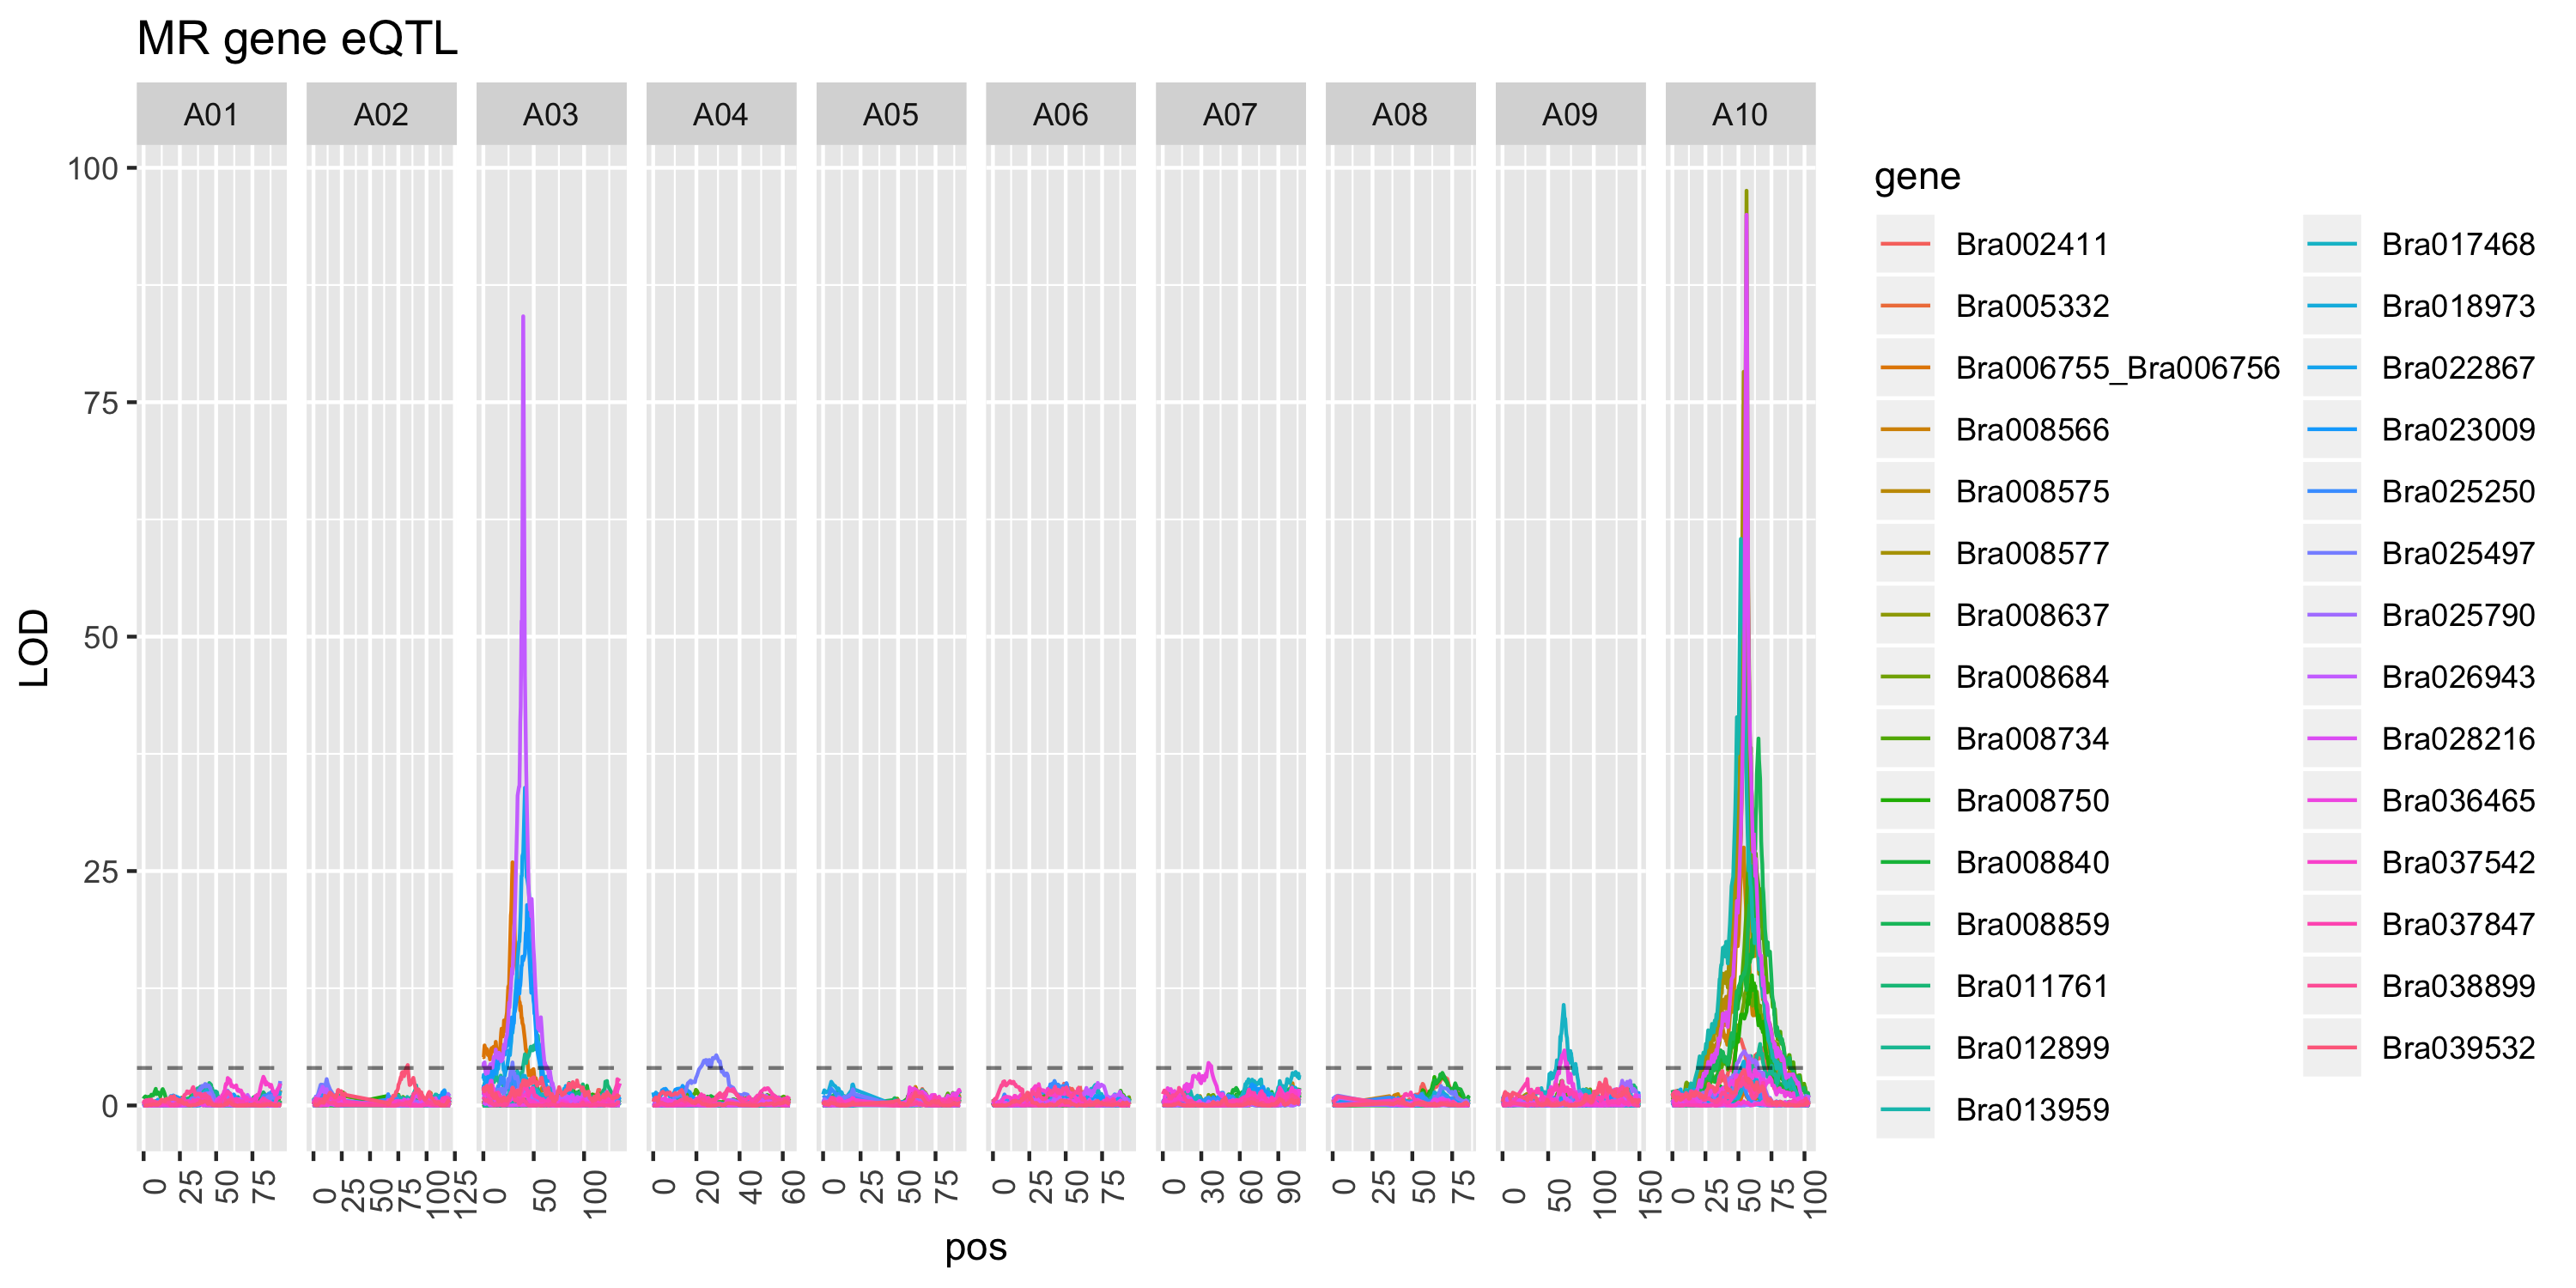 MR gene eQTL
A01 A02 A03 A04 A05 A06 A07 A08 A09 A10
LOD
100
75
50
25
0
0 25 50 75
0 25 50 75 100 125
0 50 100
0 20 40 60
0 25 50 75
0 25 50 75
0 30 60 90
0 25 50 75
0 50 100 150
0 25 50 75 100
pos
gene
Bra002411
Bra005332
Bra006755_Bra006756
Bra008566
Bra008575
Bra008577
Bra008637
Bra008684
Bra008734
Bra008750
Bra008840
Bra008859
Bra011761
Bra012899
Bra013959
Bra017468
Bra018973
Bra022867
Bra023009
Bra025250
Bra025497
Bra025790
Bra026943
Bra028216
Bra036465
Bra037542
Bra037847
Bra038899
Bra039532